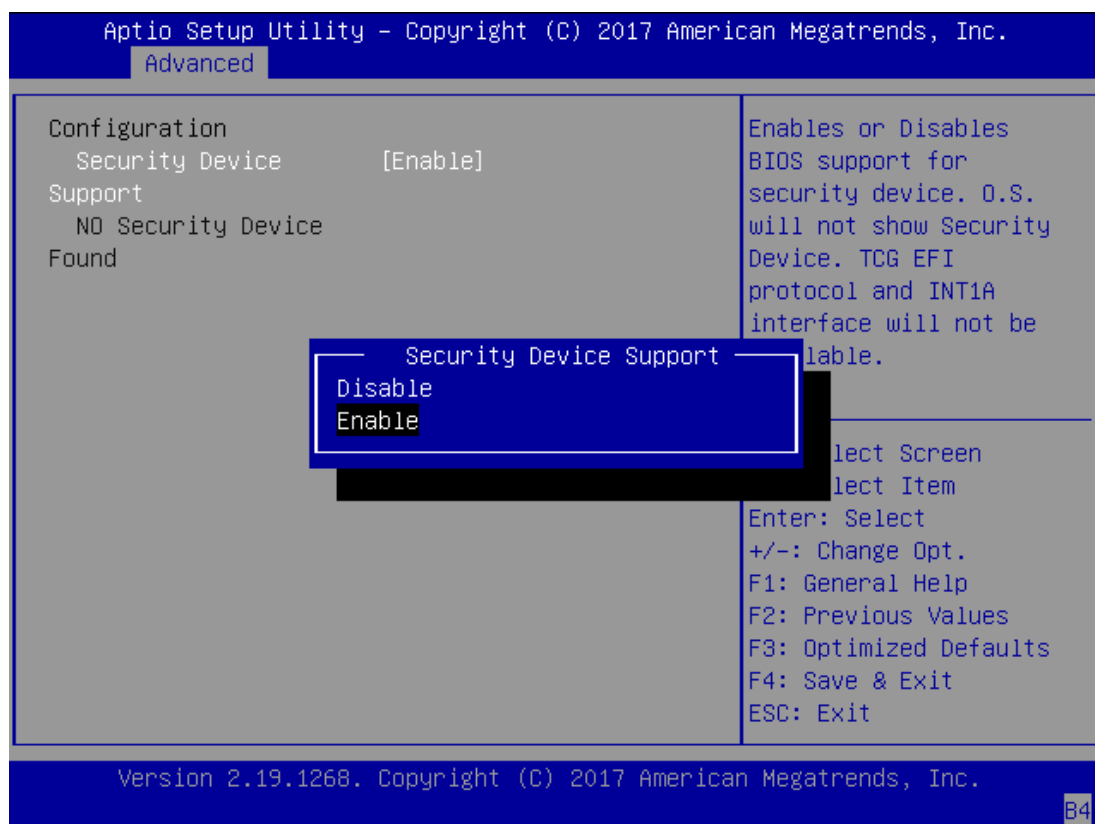 Aptio Setup Utility – Copyright (C) 2017 American Megatrends, Inc.
Advanced
Configuration
Security Device [Enable]
Support
NO Security Device
Found
Enables or Disables
BIOS support for
security device. O.S.
will not show Security
Device. TCG EFI
protocol and INT1A
interface will not be
lable.
Security Device Support
Disable
Enable
lect Screen
lect Item
Enter: Select
+/-: Change Opt.
F1: General Help
F2: Previous Values
F3: Optimized Defaults
F4: Save & Exit
ESC: Exit
Version 2.19.1268. Copyright (C) 2017 American Megatrends, Inc.
B4